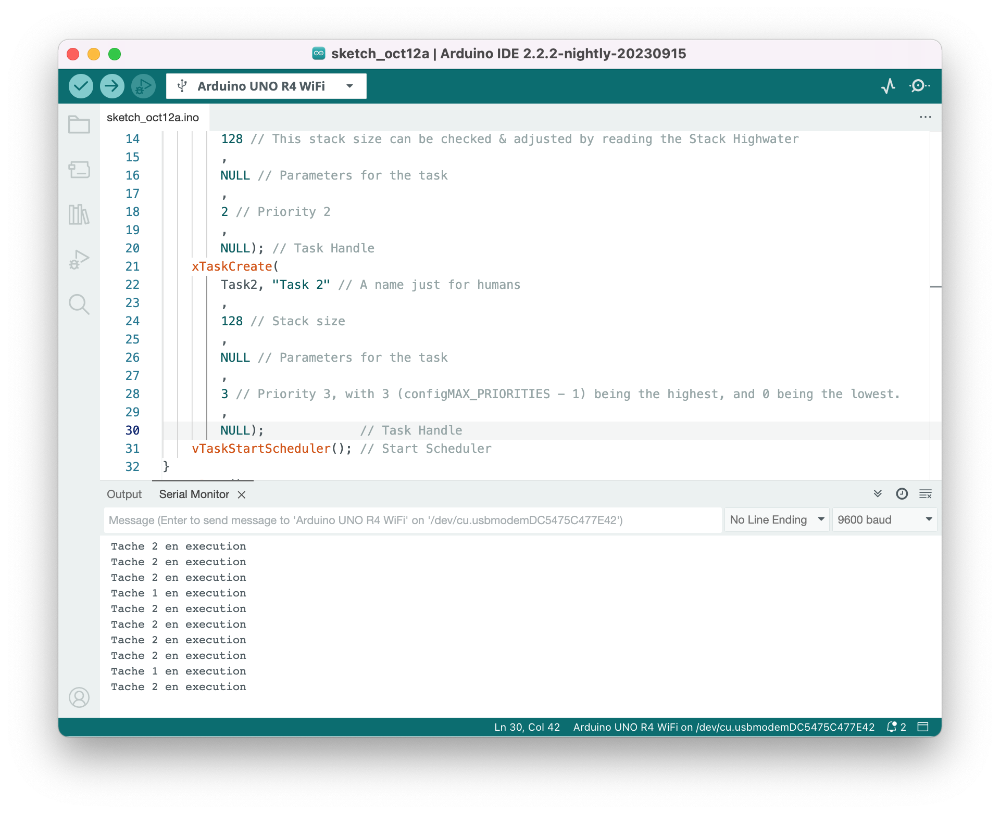 sketch_oct12a | Arduino IDE 2.2.2-nightly-20230915
Arduino UNO R4 WiFi
sketch_oct12a.ino
14 128 // This stack size can be checked & adjusted by reading the Stack Highwater
15 ,
16 NULL // Parameters for the task
17 ,
18 2 // Priority 2
19 ,
20 NULL); // Task Handle
21 xTaskCreate(
22 Task2, "Task 2" // A name just for humans
23 ,
24 128 // Stack size
25 ,
26 NULL // Parameters for the task
27 ,
28 3 // Priority 3, with 3 (configMAX_PRIORITIES - 1) being the highest, and 0 being the lowest.
29 ,
30 NULL); // Task Handle
31 vTaskStartScheduler(); // Start Scheduler
32 }
Output Serial Monitor
Message (Enter to send message to 'Arduino UNO R4 WiFi' on '/dev/cu.usbmodemDC5475C477E42') No Line Ending 9600 baud
Tache 2 en execution
Tache 2 en execution
Tache 2 en execution
Tache 1 en execution
Tache 2 en execution
Tache 2 en execution
Tache 2 en execution
Tache 2 en execution
Tache 1 en execution
Tache 2 en execution
Ln 30, Col 42 Arduino UNO R4 WiFi on /dev/cu.usbmodemDC5475C477E42 2